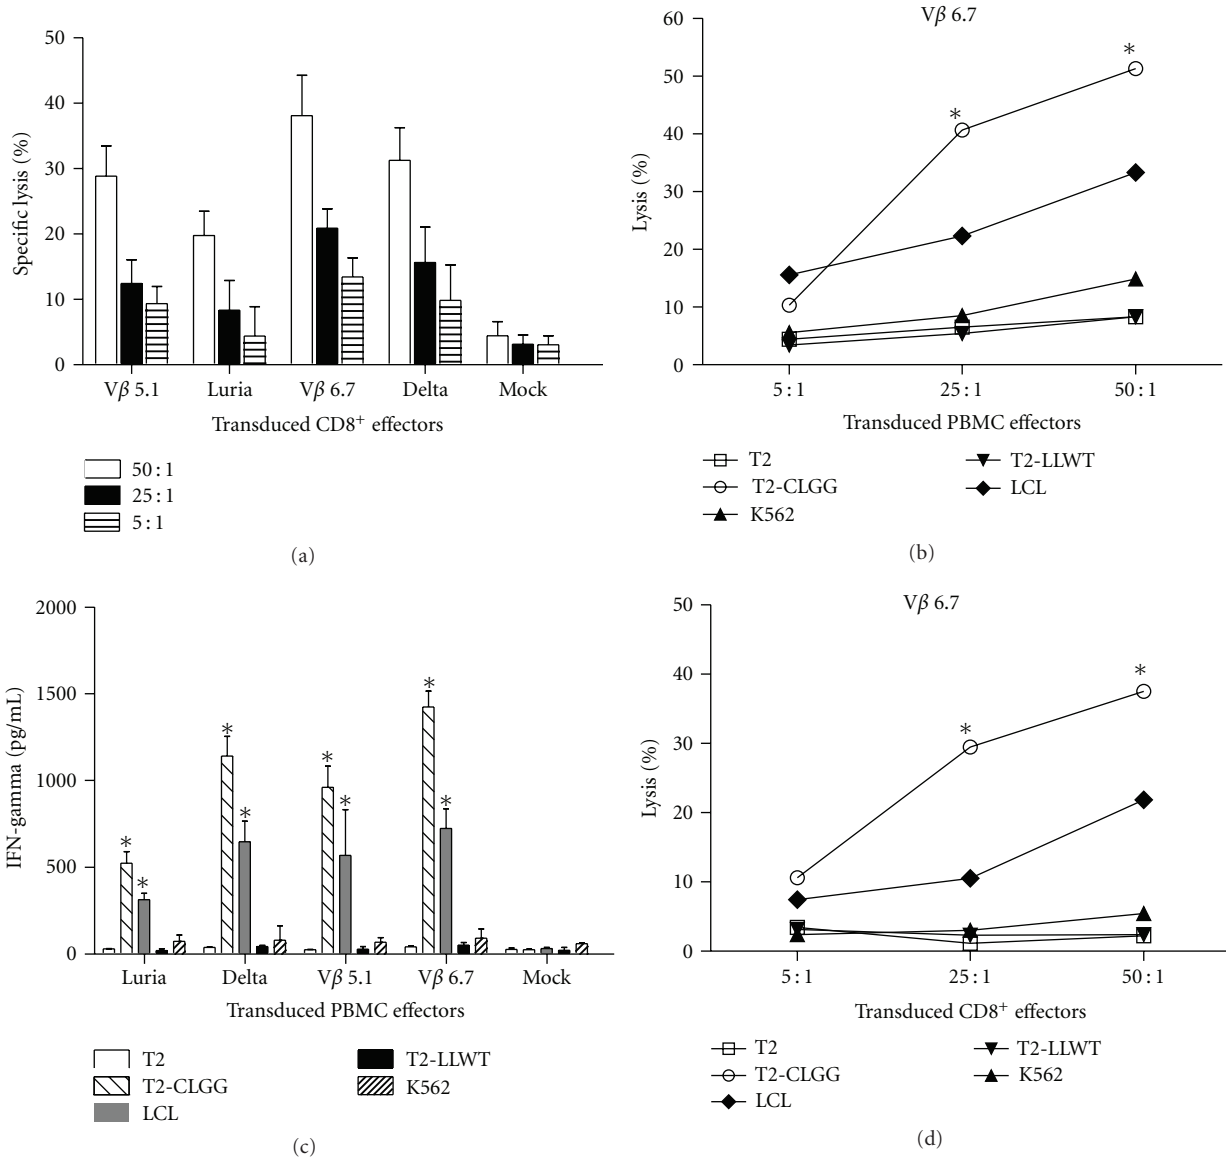 50
40
30
20
10
0
Specific lysis (%)
Vβ 5.1 Luria Vβ 6.7 Delta Mock
Transduced CD8⁺ effectors
50 : 1
25 : 1
5 : 1
(a)
Vβ 6.7
60
50
40
30
20
10
0
Lysis (%)
* *
5 : 1 25 : 1 50 : 1
Transduced PBMC effectors
T2 T2-LLWT
T2-CLGG LCL
K562
(b)
2000
1500
1000
500
0
IFN-gamma (pg/mL)
* * * * * * * *
Luria Delta Vβ 5.1 Vβ 6.7 Mock
Transduced PBMC effectors
T2 T2-LLWT
T2-CLGG K562
LCL
(c)
Vβ 6.7
50
40
30
20
10
0
Lysis (%)
* *
5 : 1 25 : 1 50 : 1
Transduced CD8⁺ effectors
T2 T2-LLWT
T2-CLGG K562
LCL
(d)